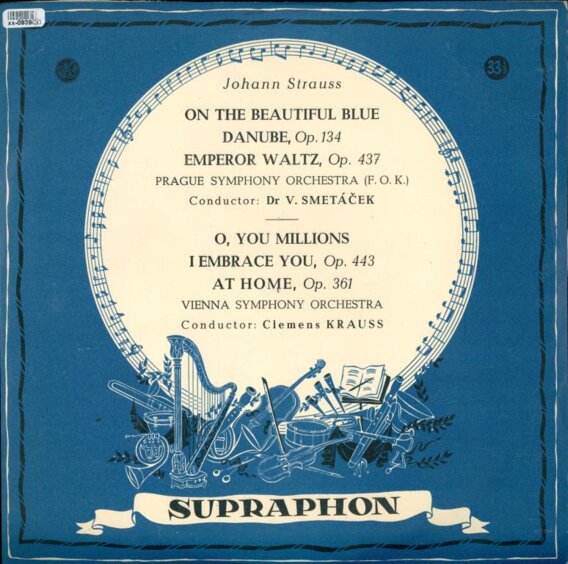 Johann Strauss
33
ON THE BEAUTIFUL BLUE
DANUBE, Op. 134
EMPEROR WALTZ, Op. 437
PRAGUE SYMPHONY ORCHESTRA (F. O. K.)
Conductor: Dr V. SMETÁČEK
O, YOU MILLIONS
I EMBRACE YOU, Op. 443
AT HOME, Op. 361
VIENNA SYMPHONY ORCHESTRA
Conductor: Clemens KRAUSS
SUPRAPHON